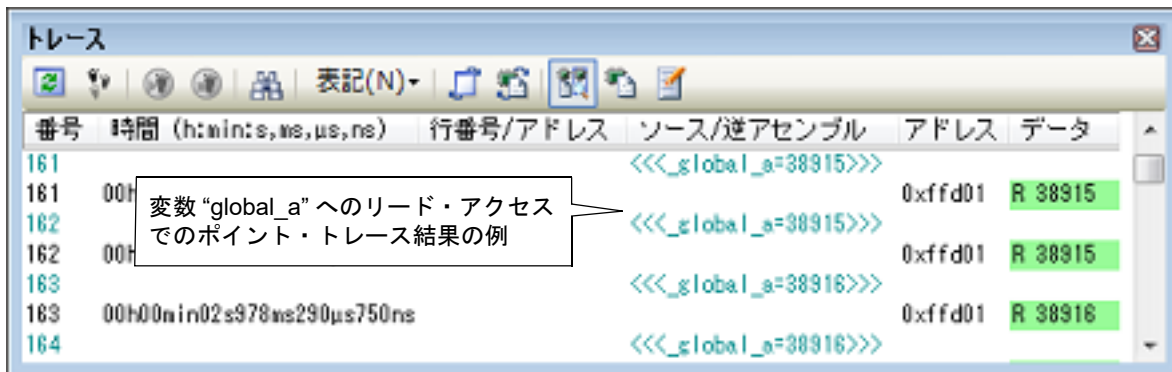 トレース
表記(N)
番号 時間 (h:min:s,ms,µs,ns) 行番号/アドレス ソース/逆アセンブル アドレス データ
161 <<<_global_a=38915>>>
161 00h 0xffd01 R 38915
変数 “global_a” へのリード・アクセス
でのポイント・トレース結果の例
162 <<<_global_a=38915>>>
162 00h 0xffd01 R 38915
163 <<<_global_a=38916>>>
163 00h00min02s978ms290µs750ns 0xffd01 R 38916
164 <<<_global_a=38916>>>